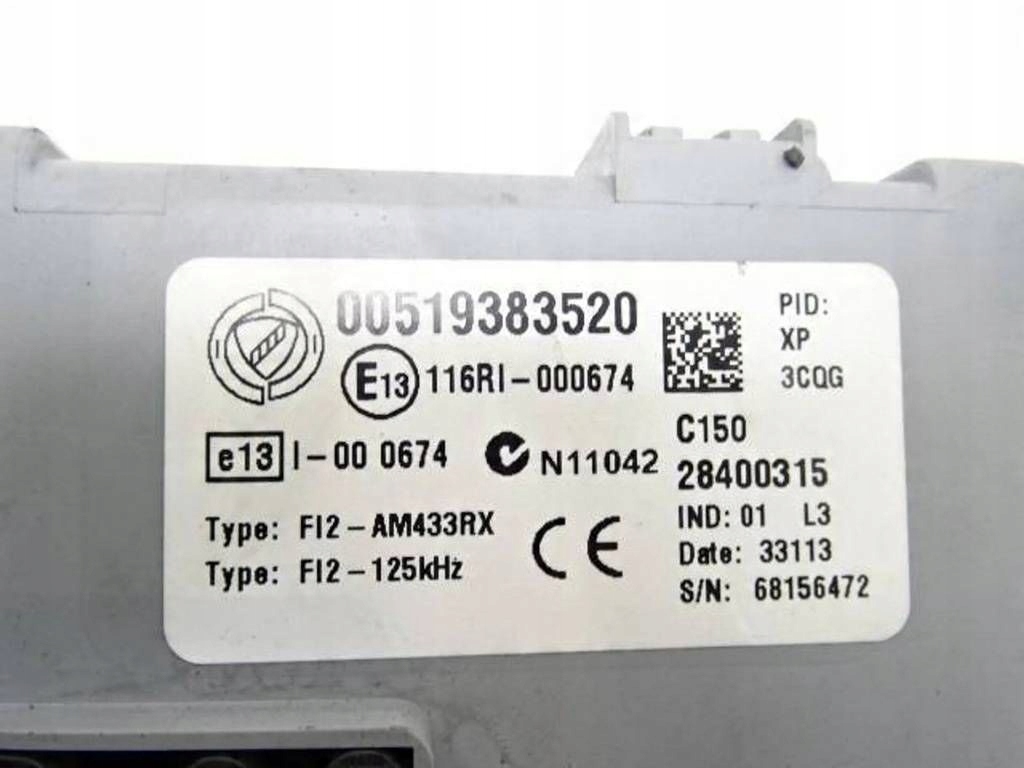 00519383520
E13 116RI-000674
e13 I-00 0674
N11042
Type: FI2-AM433RX
Type: FI2-125kHz
CE
PID:
XP
3CQG
C150
28400315
IND: 01 L3
Date: 33113
S/N: 68156472